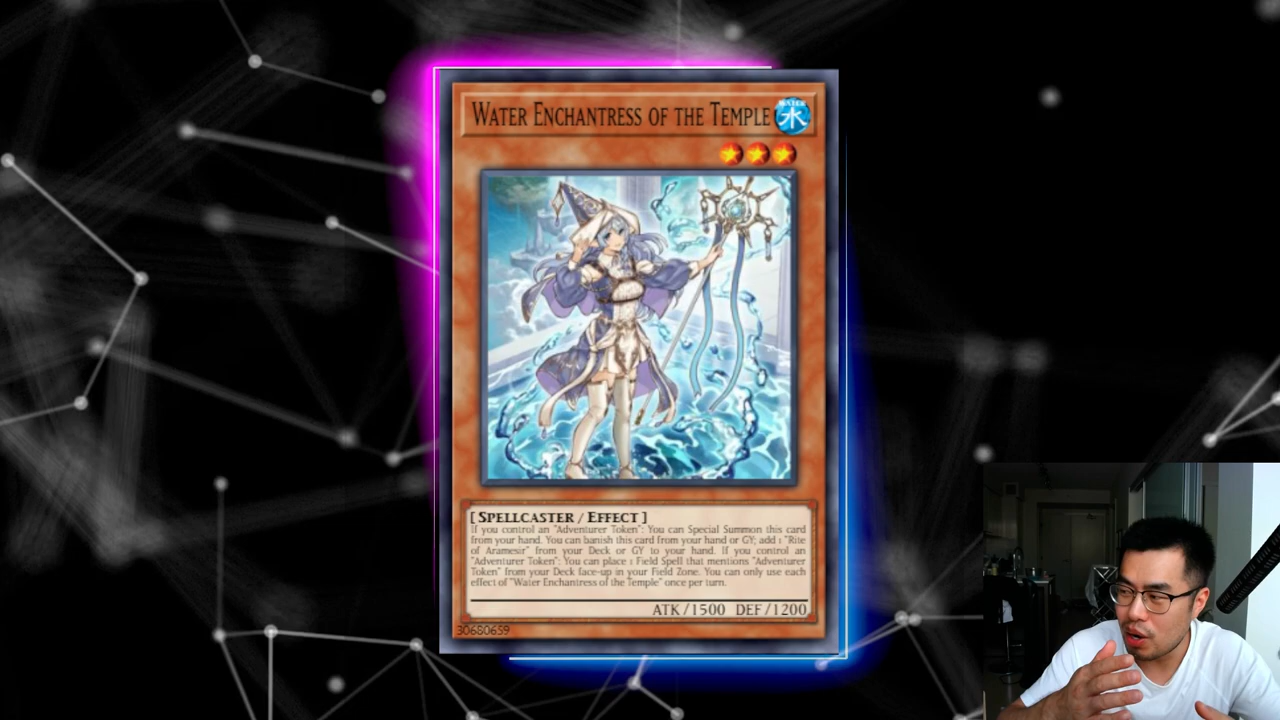 WATER ENCHANTRESS OF THE TEMPLE
WATER
水
[ SPELLCASTER / EFFECT ]
If you control an "Adventurer Token": You can Special Summon this card
from your hand. You can banish this card from your hand or GY; add 1 "Rite
of Aramesir" from your Deck or GY to your hand. If you control an
"Adventurer Token": You can place 1 Field Spell that mentions "Adventurer
Token" from your Deck face-up in your Field Zone. You can only use each
effect of "Water Enchantress of the Temple" once per turn.
ATK/1500 DEF/1200
30680659